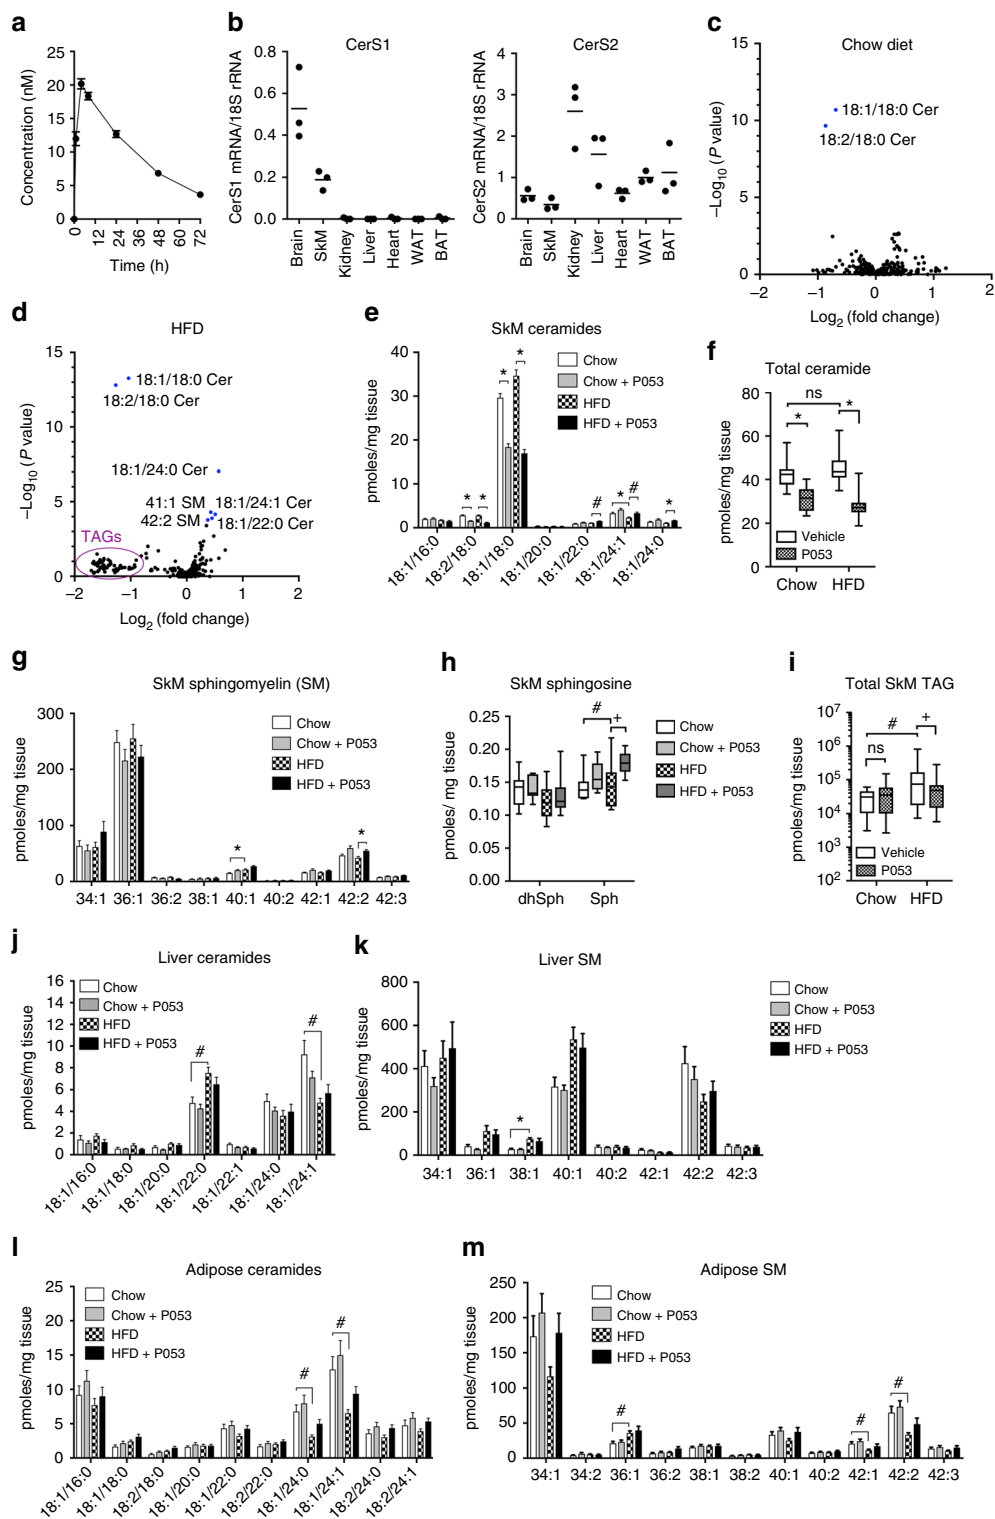 a
25
20
15
10
5
0
Concentration (nM)
0 12 24 36 48 60 72
Time (h)
b
CerS1
0.8
0.6
0.4
0.2
0.0
CerS1 mRNA/18S rRNA
Brain
SkM
Kidney
Liver
Heart
WAT
BAT
CerS2
4
3
2
1
0
CerS2 mRNA/18S rRNA
Brain
SkM
Kidney
Liver
Heart
WAT
BAT
c
Chow diet
15
10
5
0
–Log10 (P value)
18:1/18:0 Cer
18:2/18:0 Cer
–2 –1 0 1 2
Log2 (fold change)
d
HFD
15
10
5
0
–Log10 (P value)
18:1/18:0 Cer
18:2/18:0 Cer
18:1/24:0 Cer
41:1 SM 18:1/24:1 Cer
42:2 SM 18:1/22:0 Cer
TAGs
–2 –1 0 1 2
Log2 (fold change)
e
SkM ceramides
40
30
20
10
0
pmoles/mg tissue
Chow
Chow + P053
HFD
HFD + P053
* * * * # * # *
18:1/16:0
18:2/18:0
18:1/18:0
18:1/20:0
18:1/22:0
18:1/24:1
18:1/24:0
f
Total ceramide
80
60
40
20
0
pmoles/mg tissue
ns
* *
Vehicle
P053
Chow HFD
g
SkM sphingomyelin (SM)
300
200
100
0
pmoles/mg tissue
Chow
Chow + P053
HFD
HFD + P053
* *
34:1 36:1 36:2 38:1 40:1 40:2 42:1 42:2 42:3
h
SkM sphingosine
0.25
0.20
0.15
0.10
0.05
0.00
pmoles/ mg tissue
# +
Chow
Chow + P053
HFD
HFD + P053
dhSph Sph
i
Total SkM TAG
10^7
10^6
10^5
10^4
10^3
10^2
pmoles/mg tissue
# +
ns
Vehicle
P053
Chow HFD
j
Liver ceramides
16
14
12
10
8
6
4
2
0
pmoles/mg tissue
Chow
Chow + P053
HFD
HFD + P053
# #
18:1/16:0
18:1/18:0
18:1/20:0
18:1/22:0
18:1/22:1
18:1/24:0
18:1/24:1
k
Liver SM
800
600
400
200
0
pmoles/mg tissue
Chow
Chow + P053
HFD
HFD + P053
*
34:1 36:1 38:1 40:1 40:2 42:1 42:2 42:3
l
Adipose ceramides
25
20
15
10
5
0
pmoles/mg tissue
Chow
Chow + P053
HFD
HFD + P053
# #
18:1/16:0
18:1/18:0
18:2/18:0
18:1/20:0
18:1/22:0
18:2/22:0
18:1/24:0
18:1/24:1
18:2/24:0
18:2/24:1
m
Adipose SM
250
200
150
100
50
0
pmoles/mg tissue
Chow
Chow + P053
HFD
HFD + P053
# # #
34:1 34:2 36:1 36:2 38:1 38:2 40:1 40:2 42:1 42:2 42:3